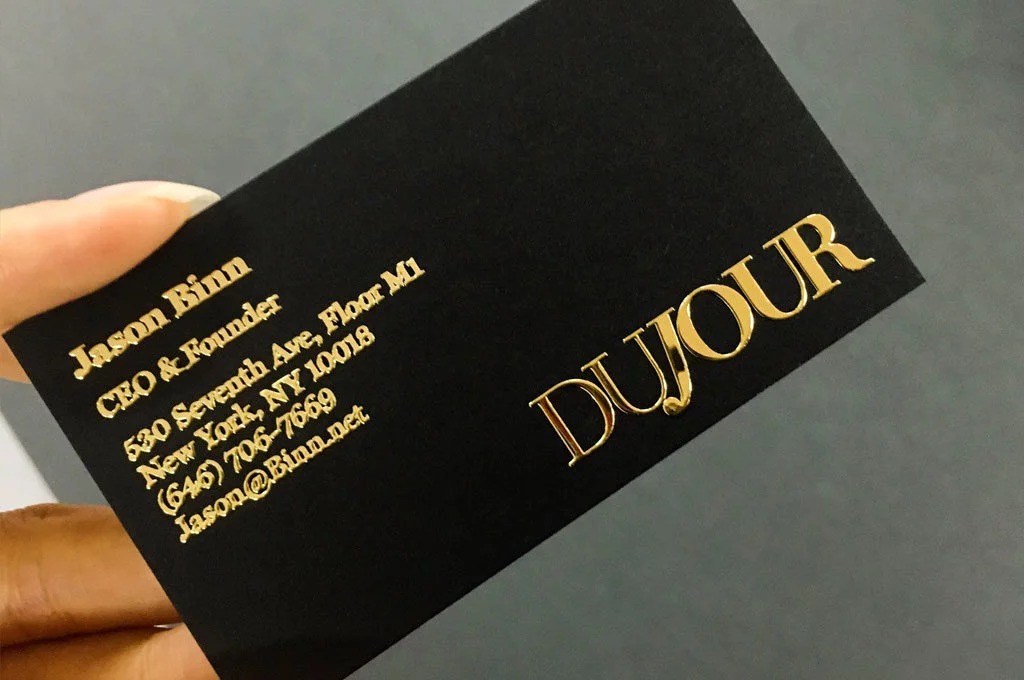 Jason Binn
CEO & Founder
530 Seventh Ave, Floor M1
New York, NY 10018
(646) 706-7669
Jason@Binn.net
DUJOUR